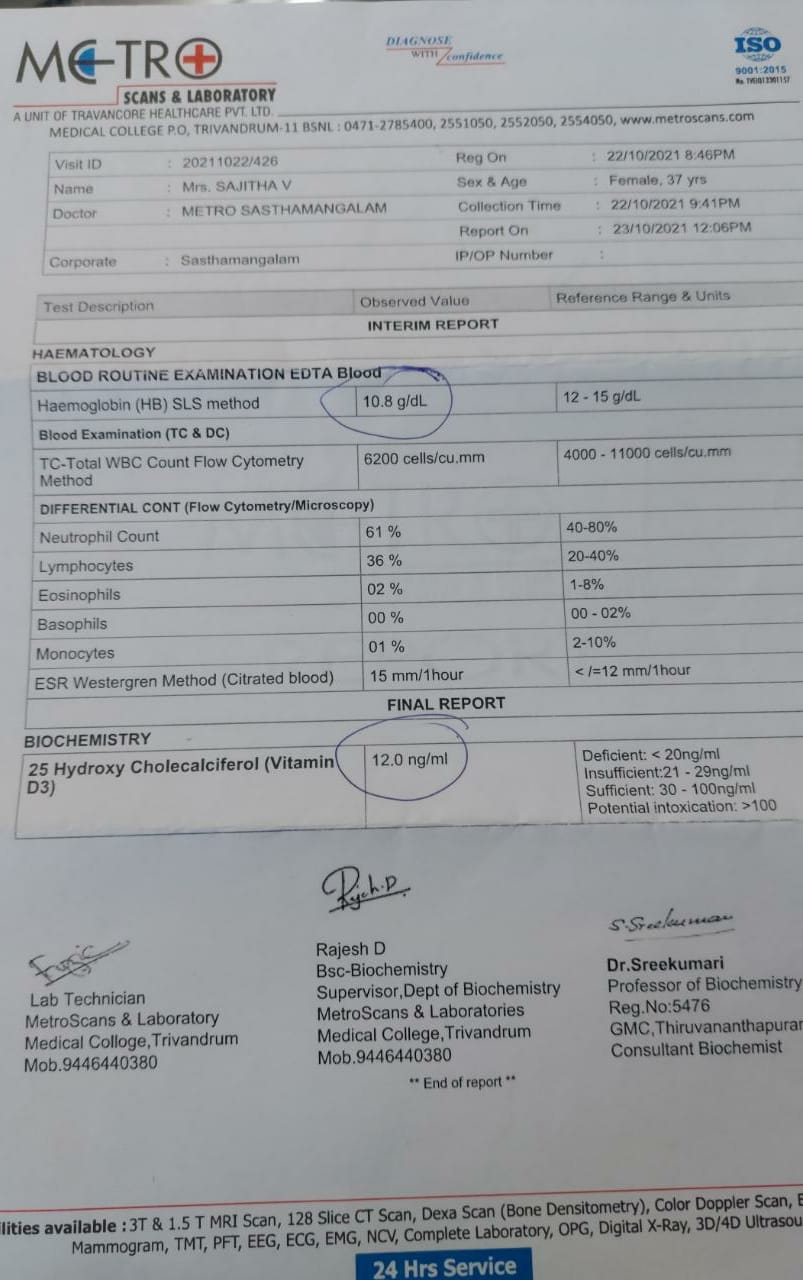 METRO
SCANS & LABORATORY
A UNIT OF TRAVANCORE HEALTHCARE PVT. LTD.
DIAGNOSE
WITH confidence
ISO
9001:2015
MEDICAL COLLEGE P.O, TRIVANDRUM-11 BSNL : 0471-2785400, 2551050, 2552050, 2554050, www.metroscans.com
Visit ID : 20211022/426 Reg On : 22/10/2021 8:46PM
Name : Mrs. SAJITHA V Sex & Age : Female, 37 yrs
Doctor : METRO SASTHAMANGALAM Collection Time : 22/10/2021 9:41PM
Report On : 23/10/2021 12:06PM
Corporate : Sasthamangalam IP/OP Number :
Test Description Observed Value Reference Range & Units
INTERIM REPORT
HAEMATOLOGY
BLOOD ROUTINE EXAMINATION EDTA Blood
Haemoglobin (HB) SLS method 10.8 g/dL 12 - 15 g/dL
Blood Examination (TC & DC)
TC-Total WBC Count Flow Cytometry 6200 cells/cu.mm 4000 - 11000 cells/cu.mm
Method
DIFFERENTIAL CONT (Flow Cytometry/Microscopy)
Neutrophil Count 61 % 40-80%
Lymphocytes 36 % 20-40%
Eosinophils 02 % 1-8%
Basophils 00 % 00 - 02%
Monocytes 01 % 2-10%
ESR Westergren Method (Citrated blood) 15 mm/1hour < /=12 mm/1hour
FINAL REPORT
BIOCHEMISTRY
25 Hydroxy Cholecalciferol (Vitamin 12.0 ng/ml Deficient: < 20ng/ml
D3) Insufficient:21 - 29ng/ml
Sufficient: 30 - 100ng/ml
Potential intoxication: >100
S.Sreekumari
Lab Technician
MetroScans & Laboratory
Medical Colloge,Trivandrum
Mob.9446440380
Rajesh D
Bsc-Biochemistry
Supervisor,Dept of Biochemistry
MetroScans & Laboratories
Medical College,Trivandrum
Mob.9446440380
Dr.Sreekumari
Professor of Biochemistry
Reg.No:5476
GMC,Thiruvananthapuram
Consultant Biochemist
** End of report **
ilities available : 3T & 1.5 T MRI Scan, 128 Slice CT Scan, Dexa Scan (Bone Densitometry), Color Doppler Scan,
Mammogram, TMT, PFT, EEG, ECG, EMG, NCV, Complete Laboratory, OPG, Digital X-Ray, 3D/4D Ultrasou
24 Hrs Service